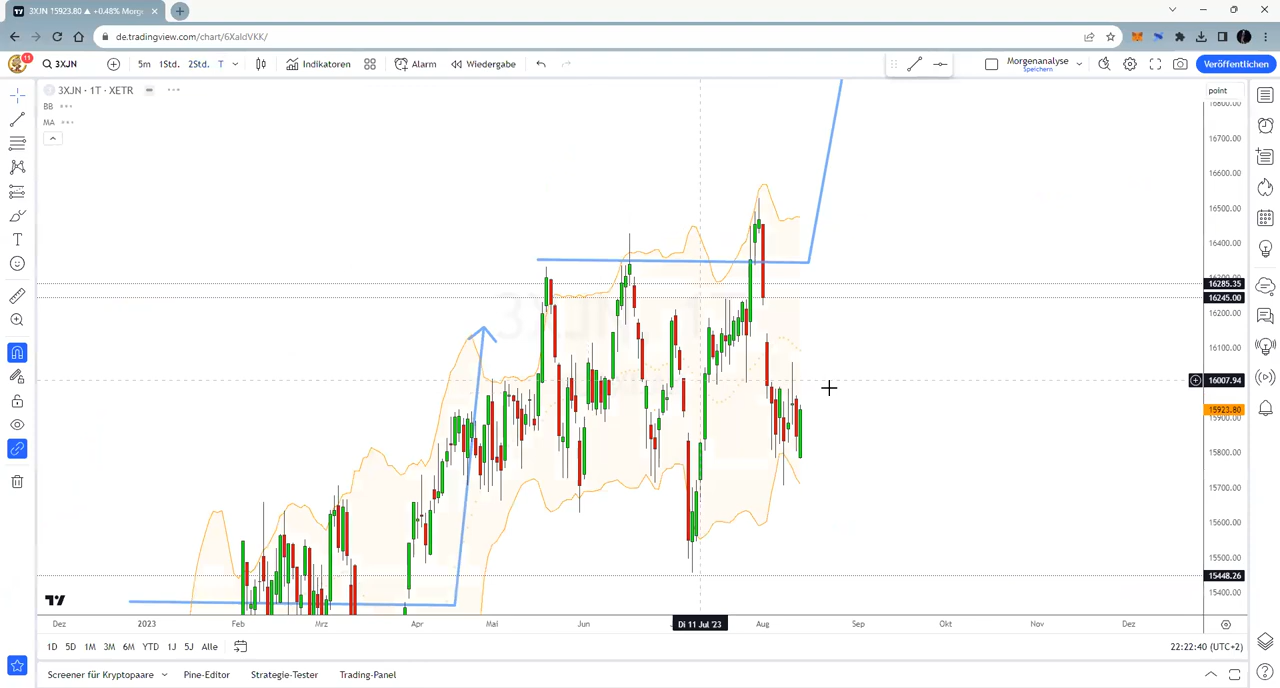 3XJN 15923.80 ▲ +0.48% Morge
de.tradingview.com/chart/6XaIdVKK/
11
3XJN
5m 1Std. 2Std. T
Indikatoren
Alarm
Wiedergabe
Morgenanalyse
Speichern
Veröffentlichen
3XJN · 1T · XETR
BB
MA
point
16800.00
16700.00
16600.00
16500.00
16400.00
16300.00
16285.35
16245.00
16200.00
16100.00
16007.94
15923.80
15900.00
15800.00
15700.00
15600.00
15500.00
15448.26
15400.00
Dez 2023 Feb Mrz Apr Mai Jun Di 11 Jul '23 Aug Sep Okt Nov Dez
1D 5D 1M 3M 6M YTD 1J 5J Alle
22:22:40 (UTC+2)
Screener für Kryptopaare Pine-Editor Strategie-Tester Trading-Panel